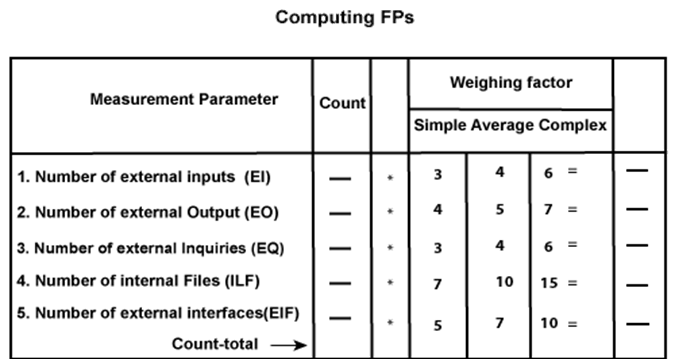 Computing FPs
Measurement Parameter Count Weighing factor
Simple Average Complex
1. Number of external inputs (EI) — * 3 4 6 = —
2. Number of external Output (EO) — * 4 5 7 = —
3. Number of external Inquiries (EQ) — * 3 4 6 = —
4. Number of internal Files (ILF) — * 7 10 15 = —
5. Number of external interfaces(EIF) — * 5 7 10 = —
Count-total →